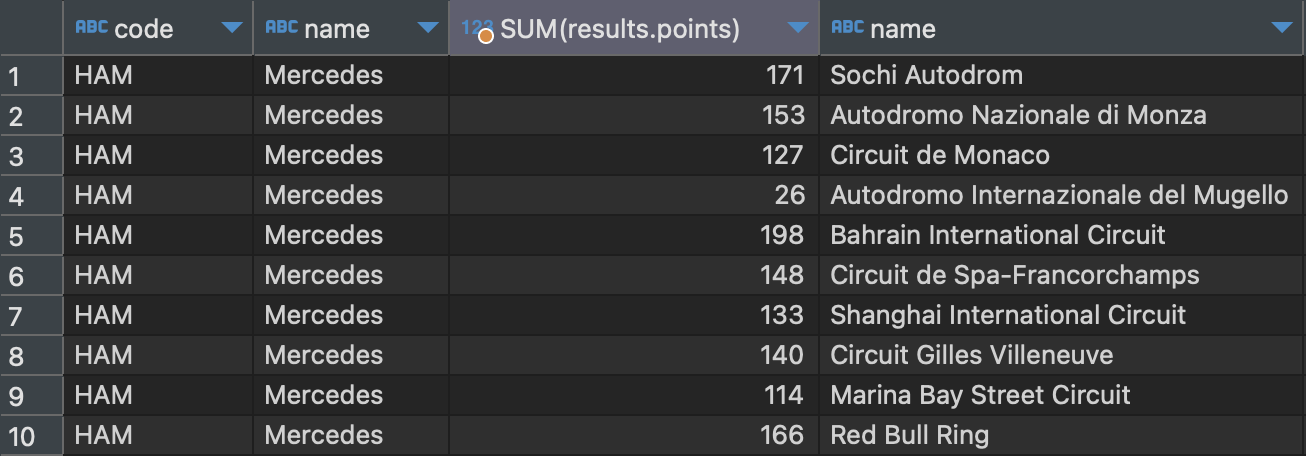 ABC code ABC name 123 SUM(results.points) ABC name
1 HAM Mercedes 171 Sochi Autodrom
2 HAM Mercedes 153 Autodromo Nazionale di Monza
3 HAM Mercedes 127 Circuit de Monaco
4 HAM Mercedes 26 Autodromo Internazionale del Mugello
5 HAM Mercedes 198 Bahrain International Circuit
6 HAM Mercedes 148 Circuit de Spa-Francorchamps
7 HAM Mercedes 133 Shanghai International Circuit
8 HAM Mercedes 140 Circuit Gilles Villeneuve
9 HAM Mercedes 114 Marina Bay Street Circuit
10 HAM Mercedes 166 Red Bull Ring